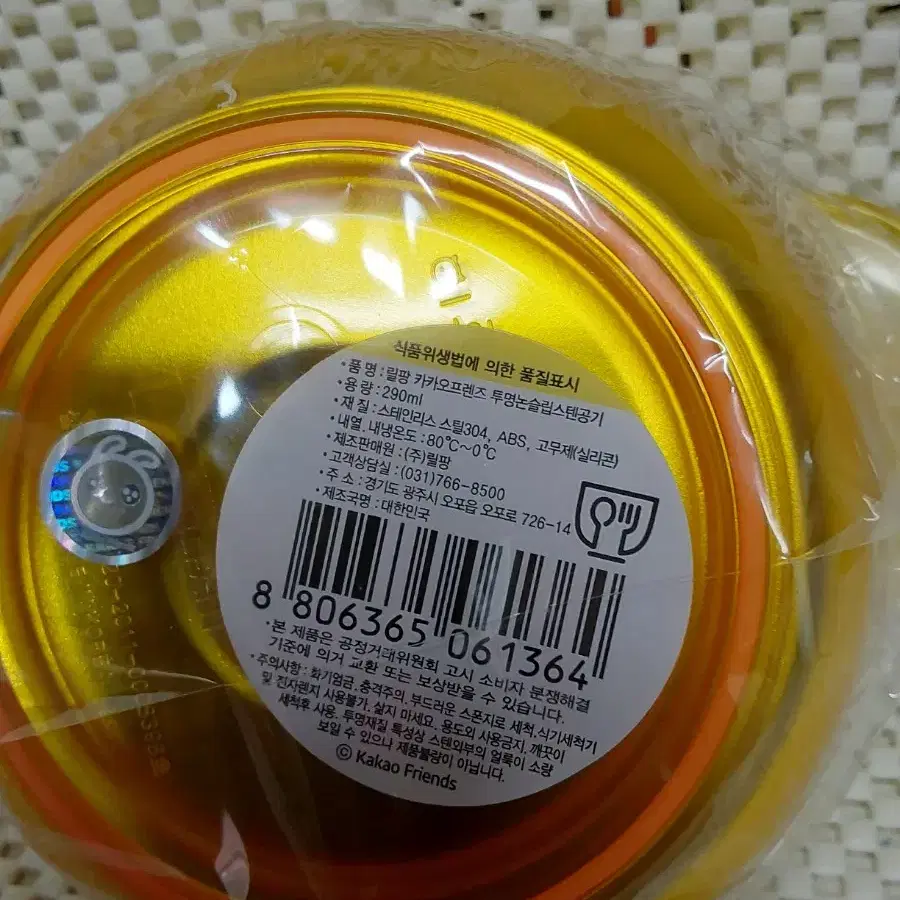 식품위생법에 의한 품질표시
·품 명 : 릴팡 카카오프렌즈 투명논슬립스텐공기
·용 량 : 290ml
·재 질 : 스테인리스 스틸304, ABS, 고무제(실리콘)
·내열, 내냉온도 : 80℃~0℃
·제조판매원 : (주)릴팡
·고객상담실 : (031)766-8500
·주 소 : 경기도 광주시 오포읍 오포로 726-14
·제조국명 : 대한민국
8 806365 061364
·본 제품은 공정거래위원회 고시 소비자 분쟁해결
기준에 의거 교환 또는 보상받을 수 있습니다.
·주의사항 : 화기엄금, 충격주의, 부드러운 스폰지로 세척, 식기세척기
및 전자렌지 사용불가, 삶지 마세요. 용도외 사용금지, 깨끗이
세척후 사용, 투명재질 특성상 스텐외부의 얼룩이 소량
보일 수 있으나 제품불량이 아닙니다.
ⓒ Kakao Friends